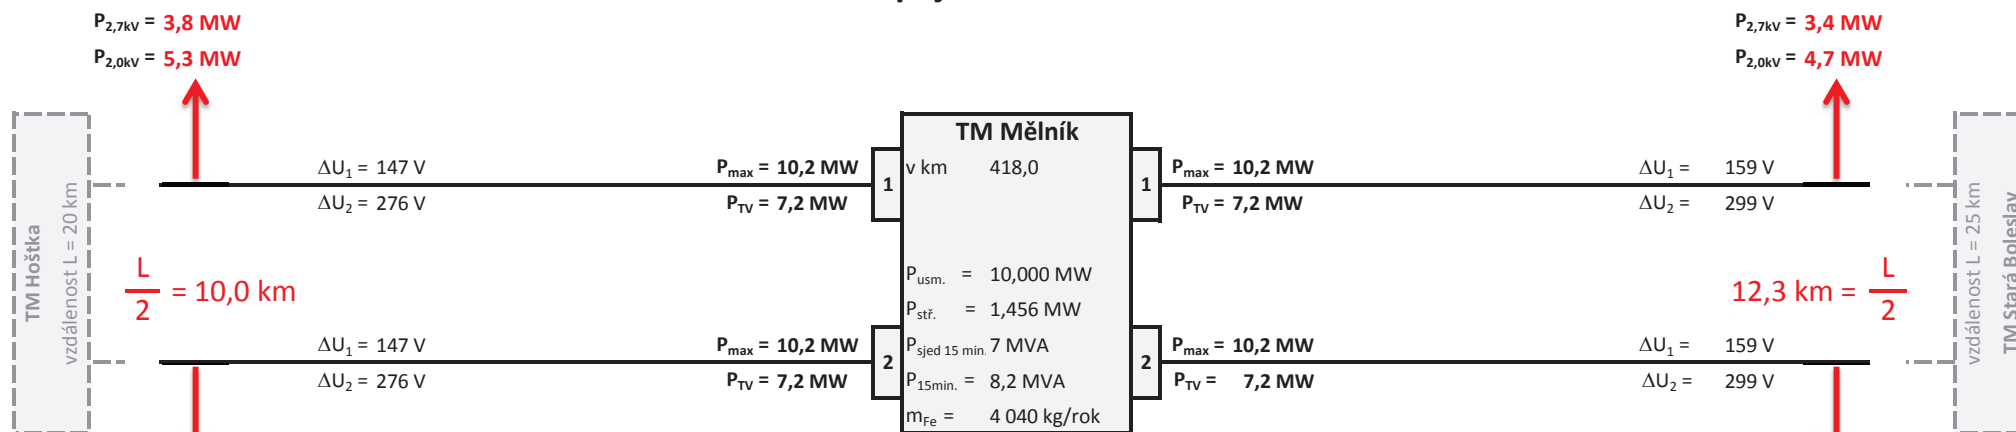 P2,7kV = 3,8 MW
P2,0kV = 5,3 MW
P2,7kV = 3,4 MW
P2,0kV = 4,7 MW
TM Hoštka
vzdálenost L = 20 km
ΔU1 = 147 V
ΔU2 = 276 V
Pmax = 10,2 MW
PTV = 7,2 MW
1
TM Mělník
v km 418,0
1
Pmax = 10,2 MW
PTV = 7,2 MW
ΔU1 = 159 V
ΔU2 = 299 V
L
2
= 10,0 km
Pusm. = 10,000 MW
Pstř. = 1,456 MW
Psjed 15 min. 7 MVA
P15min. = 8,2 MVA
mFe = 4 040 kg/rok
12,3 km =
L
2
ΔU1 = 147 V
ΔU2 = 276 V
Pmax = 10,2 MW
PTV = 7,2 MW
2
2
Pmax = 10,2 MW
PTV = 7,2 MW
ΔU1 = 159 V
ΔU2 = 299 V
vzdálenost L = 25 km
TM Stará Boleslav